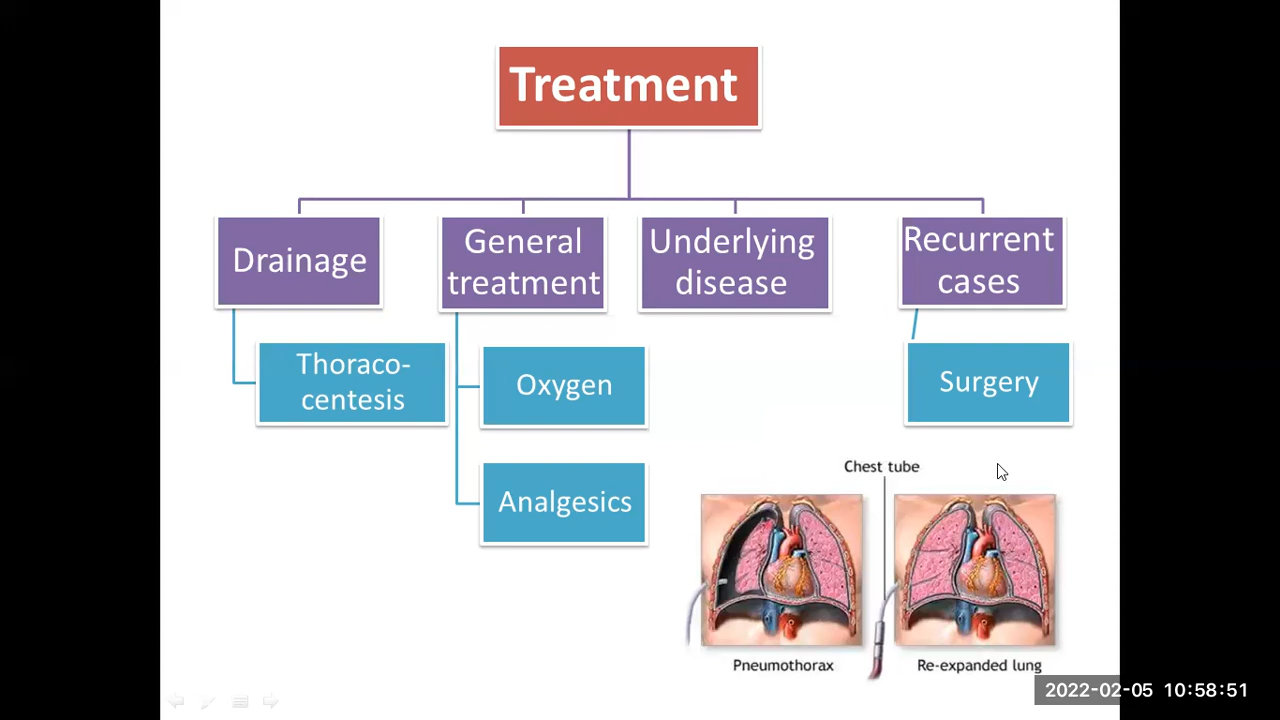 Treatment
Drainage
General
treatment
Underlying
disease
Recurrent
cases
Thoraco-
centesis
Oxygen
Surgery
Analgesics
Chest tube
Pneumothorax
Re-expanded lung
2022-02-05 10:58:51